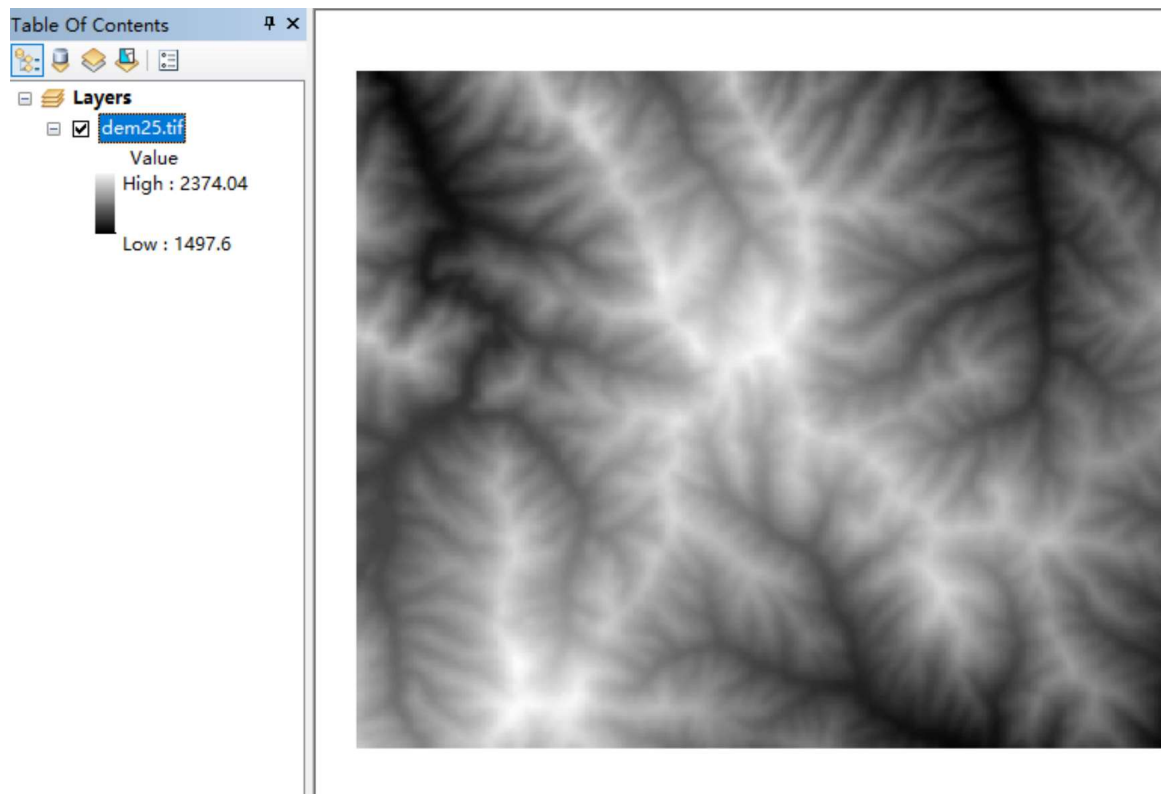 Table Of Contents
Layers
dem25.tif
Value
High : 2374.04
Low : 1497.6